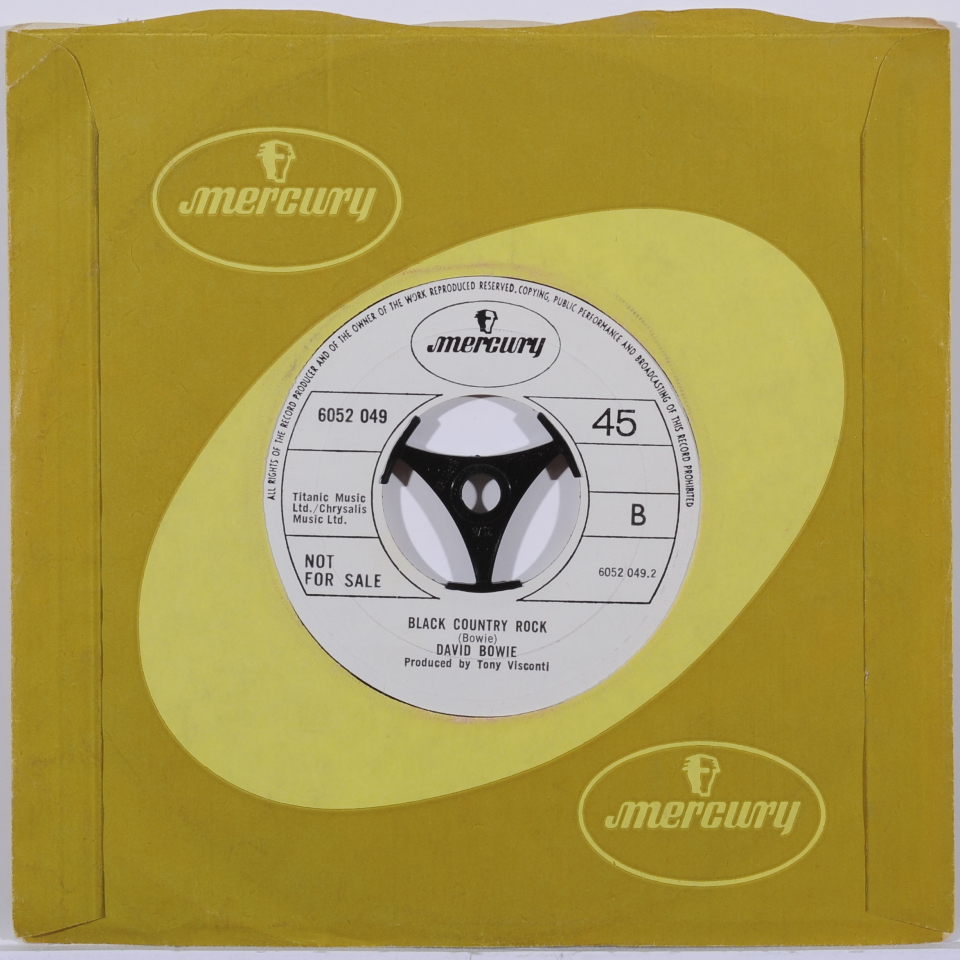 mercury
ALL RIGHTS OF THE RECORD PRODUCER AND OF THE OWNER OF THE WORK REPRODUCED RESERVED. COPYING, PUBLIC PERFORMANCE AND BROADCASTING OF THIS RECORD PROHIBITED
mercury
6052 049
45
Titanic Music
Ltd./Chrysalis
Music Ltd.
B
NOT
FOR SALE
6052 049.2
BLACK COUNTRY ROCK
(Bowie)
DAVID BOWIE
Produced by Tony Visconti
mercury